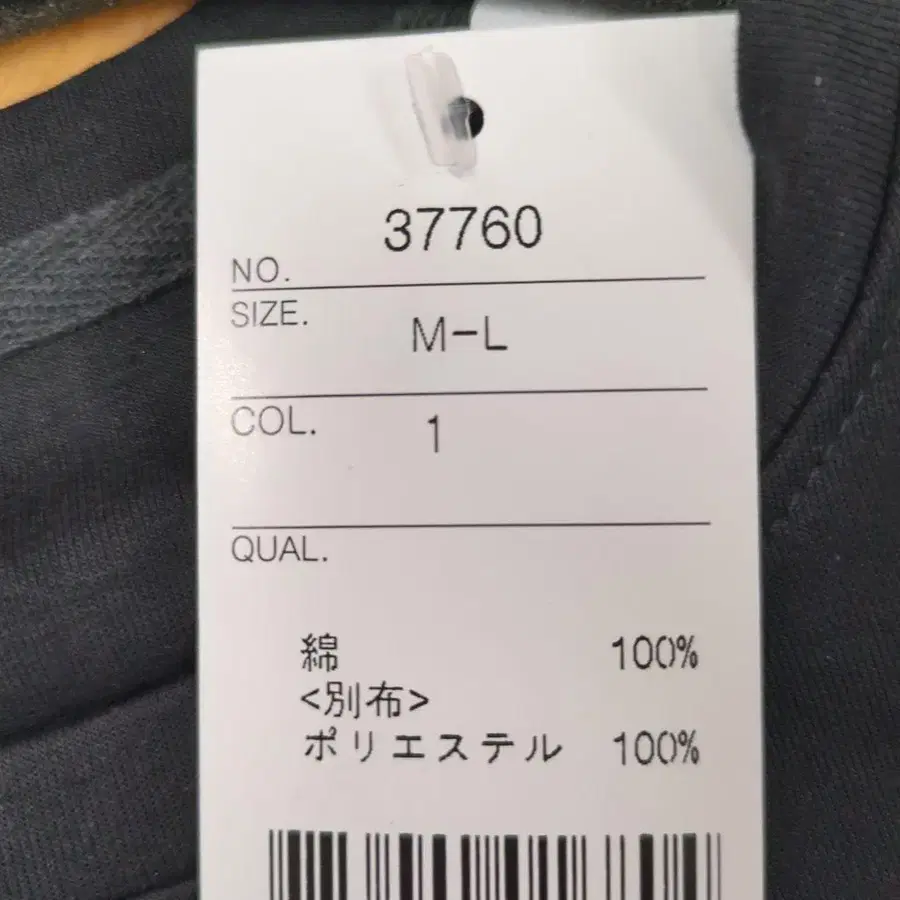 37760
NO.
SIZE.
M-L
COL.
1
QUAL.
綿 100%
<別布>
ポリエステル 100%